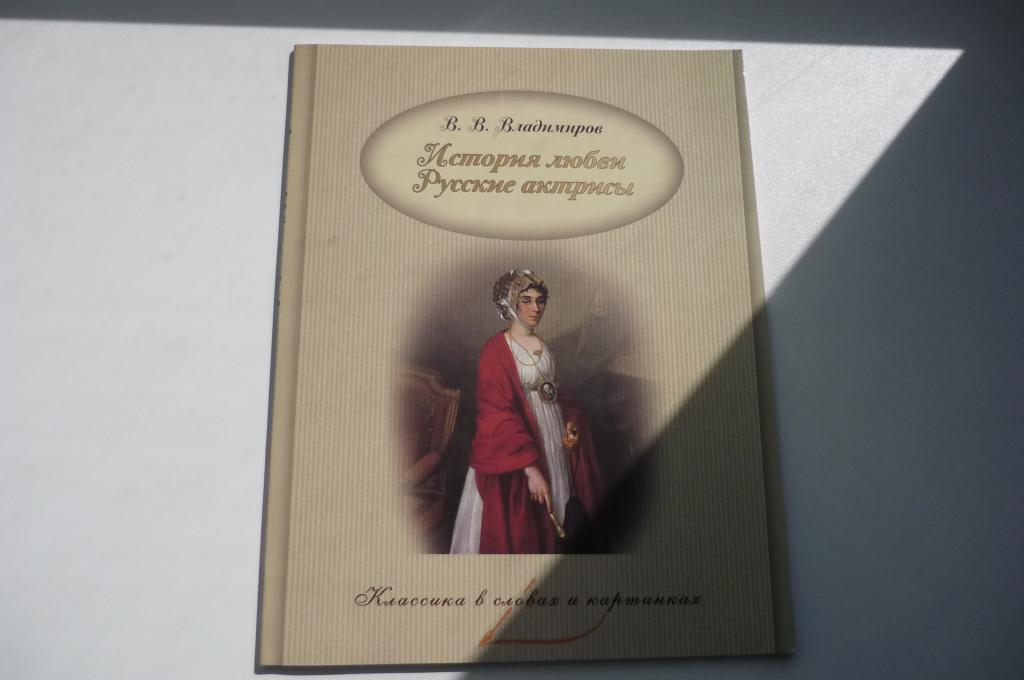 В. В. Владимиров
История любви
Русские актрисы
Классика в словах и картинках